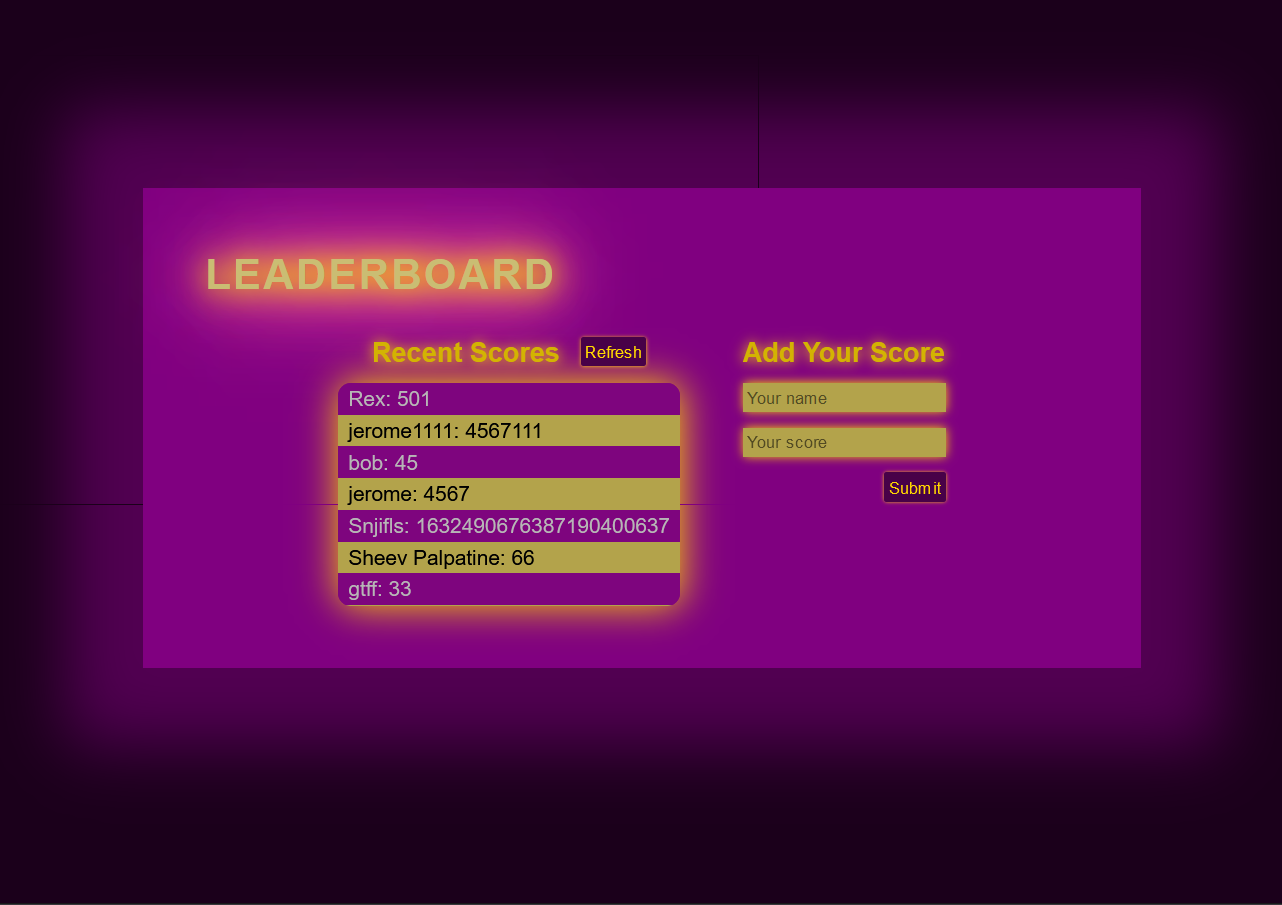 LEADERBOARD
Recent Scores
Refresh
Rex: 501
jerome1111: 4567111
bob: 45
jerome: 4567
Snjifls: 1632490676387190400637
Sheev Palpatine: 66
gtff: 33
Add Your Score
Your name
Your score
Submit